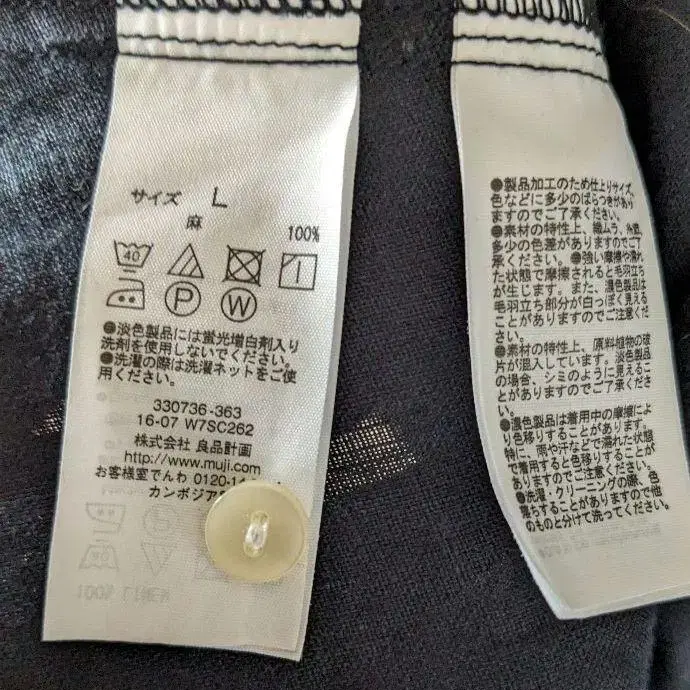 サイズ L
麻 100%
40
P W
●淡色製品には蛍光増白剤入り
洗剤を使用しないでください。
●洗濯の際は洗濯ネットをご使
用ください。
330736-363
16-07 W7SC262
株式会社 良品計画
http://www.muji.com/
お客様室でんわ 0120-14
カンボジア
100% LINEN
●製品加工のため仕上りサイズ、
色などに多少のばらつきがあり
ますのでご了承ください。
●素材の特性上、織ムラ、糸節、
多少の色差がありますのでご了
承ください。●強い摩擦や濡れ
た状態で摩擦されると毛羽立ち
が生じます。また、濃色製品は
毛羽立ち部分が白っぽく見える
ことがありますのでご注意くださ
い。
●素材の特性上、原料植物の破
片が混入しています。淡色製品
の場合、シミのように見えるこ
とがありますのでご了承くださ
い。
●濃色製品は着用中の摩擦によ
り色移りすることがあります。
特に、雨や汗などで濡れた状態
で着用すると色移りすることが
ありますのでご注意ください。
●洗濯・クリーニングの際、色
落ちすることがありますので他
のものと分けて洗ってください。